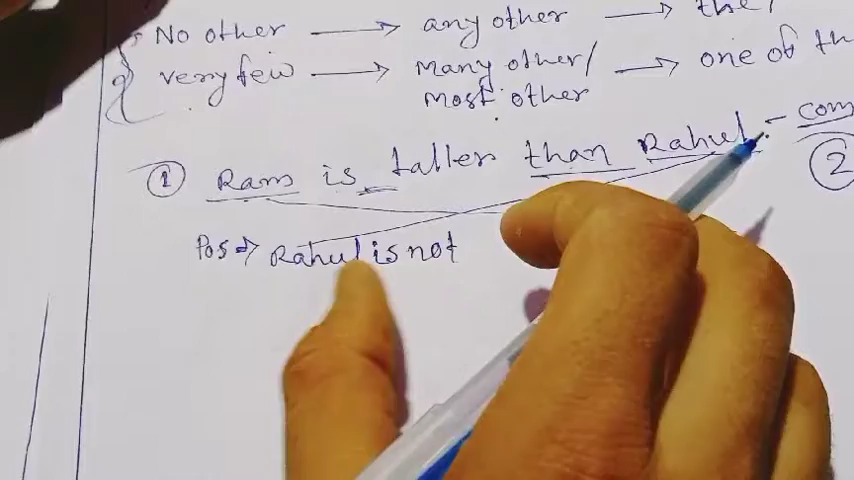 No other → any other → the
very few → Many other/ → one of th
Most other
① Ram is taller than Rahul :- com
②
Pos ⇒ Rahul is not